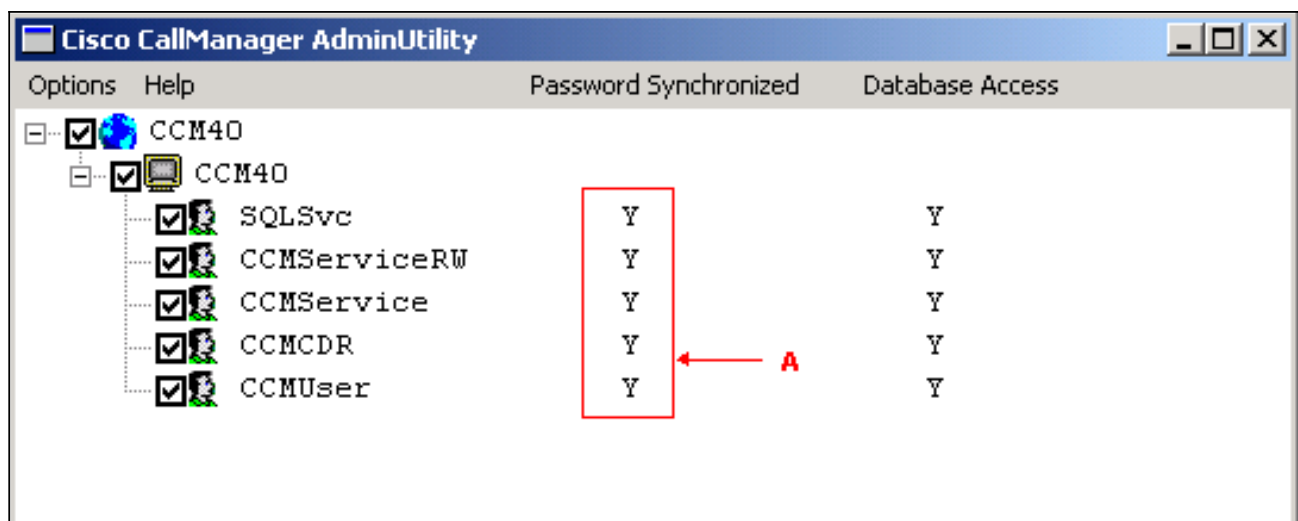 Cisco CallManager AdminUtility
Options Help Password Synchronized Database Access
CCM40
CCM40
SQLSvc Y Y
CCMServiceRW Y Y
CCMService Y Y
CCMCDR Y Y
A
CCMUser Y Y